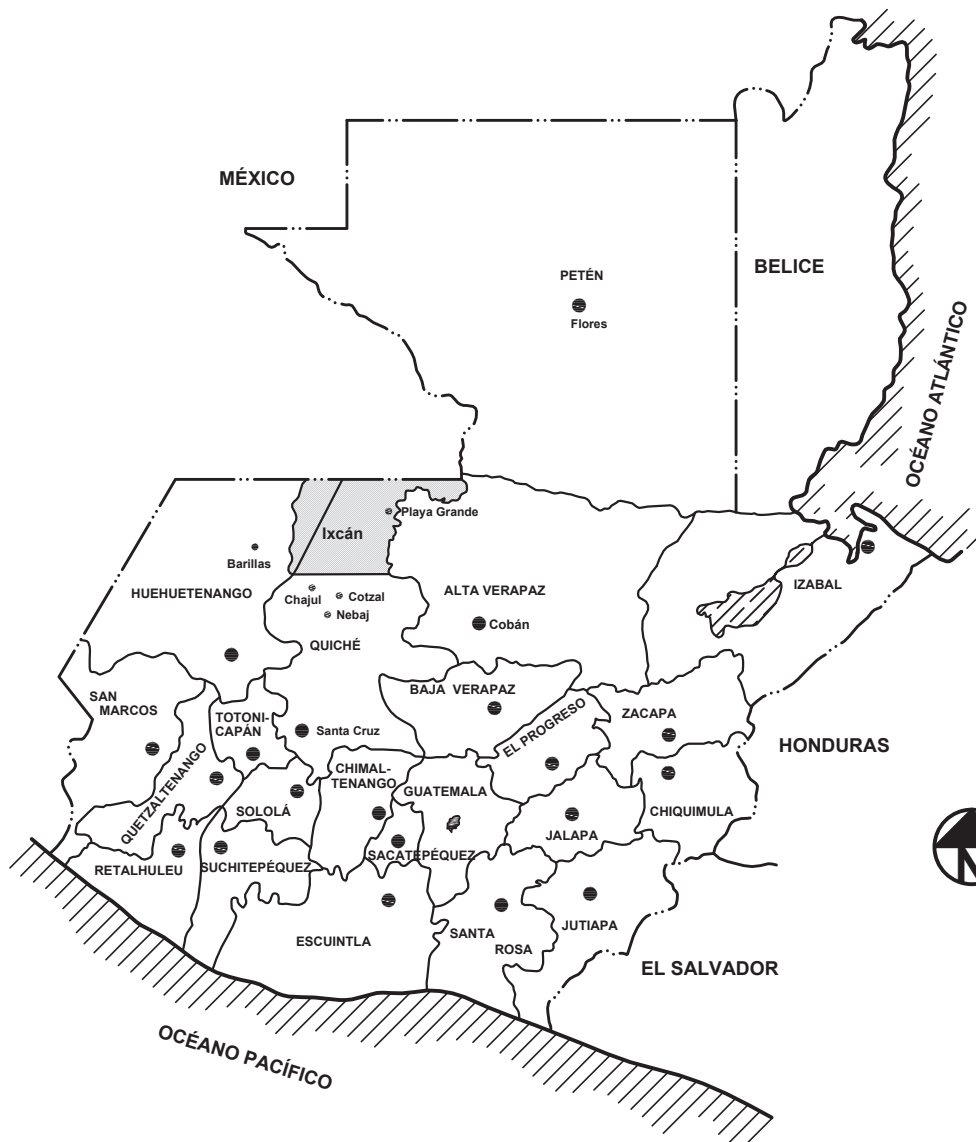 MÉXICO
PETÉN
Flores
BELICE
OCÉANO ATLÁNTICO
Playa Grande
Ixcán
Barillas
HUEHUETENANGO
Chajul
Cotzal
Nebaj
QUICHÉ
ALTA VERAPAZ
Cobán
IZABAL
SAN
MARCOS
TOTONI-
CAPÁN
Santa Cruz
BAJA VERAPAZ
EL PROGRESO
ZACAPA
HONDURAS
QUETZALTENANGO
CHIMAL-
TENANGO
GUATEMALA
SOLOLÁ
JALAPA
CHIQUIMULA
RETALHULEU
SUCHITEPÉQUEZ
SACATEPÉQUEZ
N
ESCUINTLA
SANTA
ROSA
JUTIAPA
EL SALVADOR
OCÉANO PACÍFICO